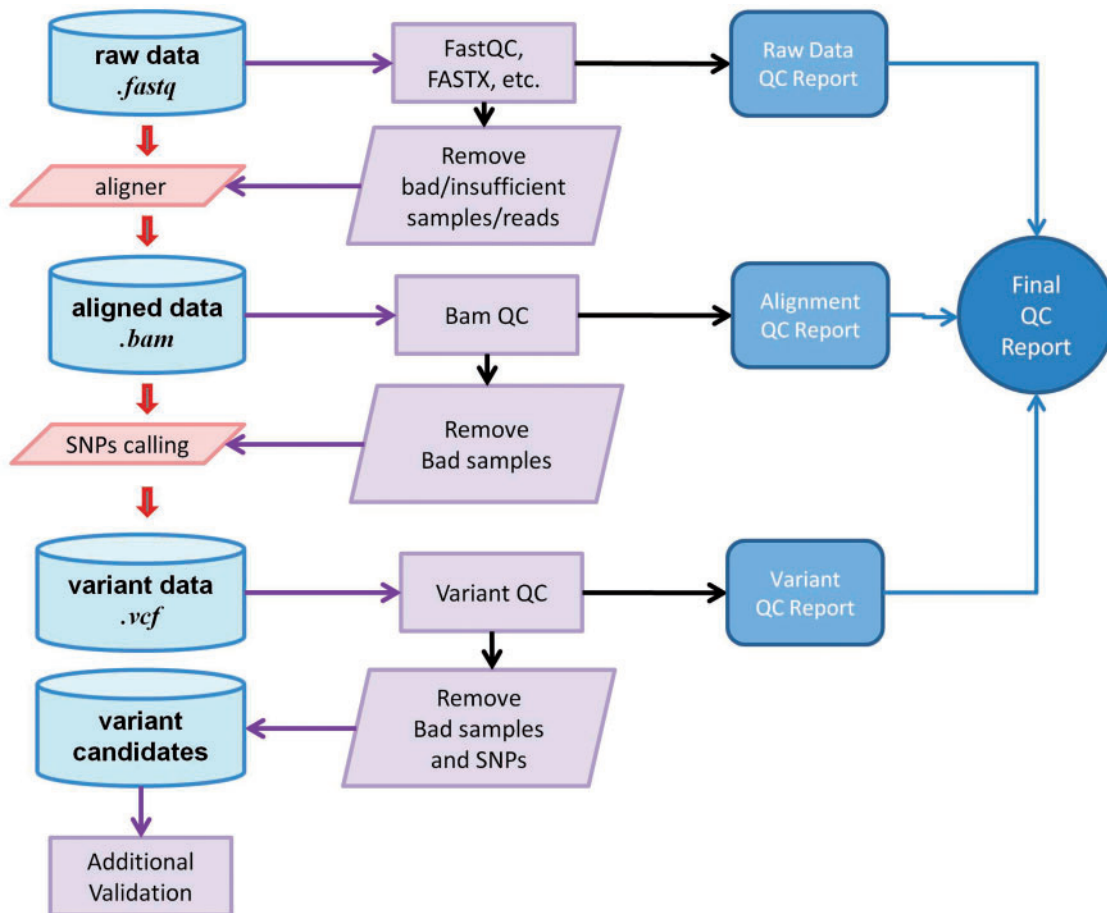 raw data
.fastq
FastQC,
FASTX, etc.
Raw Data
QC Report
aligner
Remove
bad/insufficient
samples/reads
aligned data
.bam
Bam QC
Alignment
QC Report
Final
QC
Report
SNPs calling
Remove
Bad samples
variant data
.vcf
Variant QC
Variant
QC Report
variant
candidates
Remove
Bad samples
and SNPs
Additional
Validation